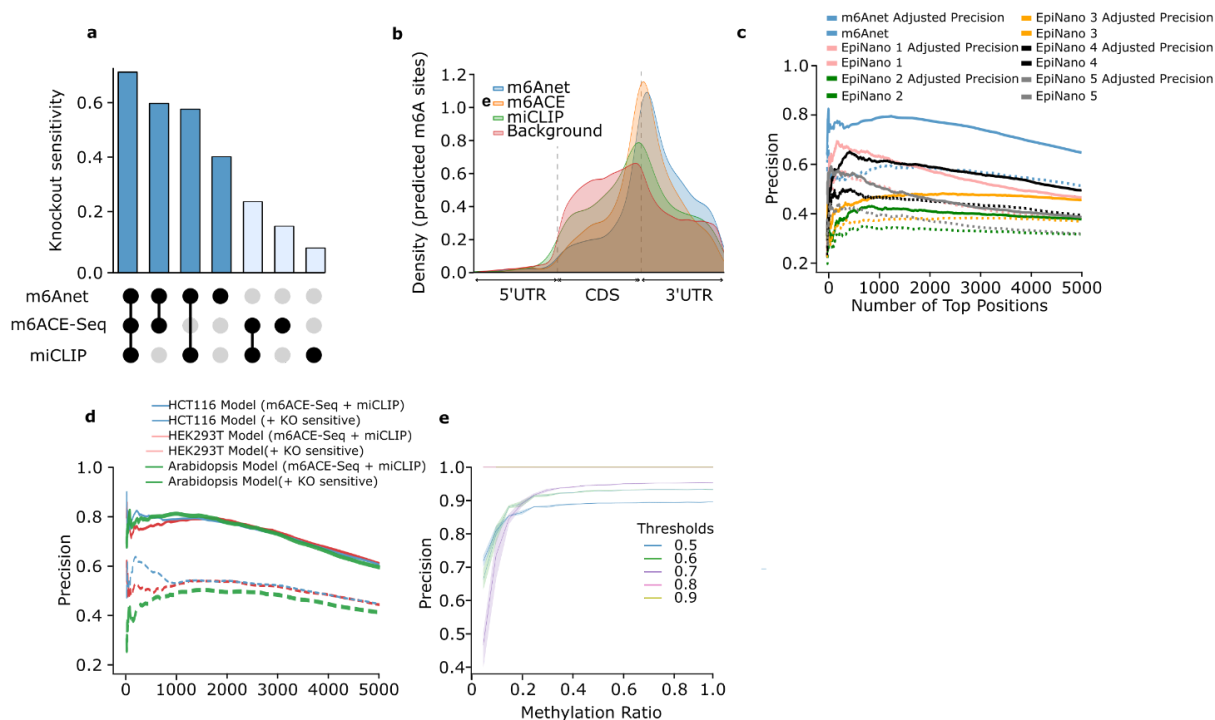 a
Knockout sensitivity
0.6
0.4
0.2
0.0
m6Anet
m6ACE-Seq
miCLIP
b
Density (predicted m6A sites)
1.2
1.0
0.8
0.6
0.4
0.2
0.0
e
m6Anet
m6ACE
miCLIP
Background
5'UTR
CDS
3'UTR
c
m6Anet Adjusted Precision
m6Anet
EpiNano 1 Adjusted Precision
EpiNano 1
EpiNano 2 Adjusted Precision
EpiNano 2
EpiNano 3 Adjusted Precision
EpiNano 3
EpiNano 4 Adjusted Precision
EpiNano 4
EpiNano 5 Adjusted Precision
EpiNano 5
Precision
1.0
0.8
0.6
0.4
0.2
0 1000 2000 3000 4000 5000
Number of Top Positions
d
HCT116 Model (m6ACE-Seq + miCLIP)
HCT116 Model (+ KO sensitive)
HEK293T Model (m6ACE-Seq + miCLIP)
HEK293T Model(+ KO sensitive)
Arabidopsis Model (m6ACE-Seq + miCLIP)
Arabidopsis Model(+ KO sensitive)
Precision
1.0
0.8
0.6
0.4
0.2
0 1000 2000 3000 4000 5000
e
Precision
1.0
0.9
0.8
0.7
0.6
0.5
0.4
Thresholds
0.5
0.6
0.7
0.8
0.9
0 0.2 0.4 0.6 0.8 1.0
Methylation Ratio